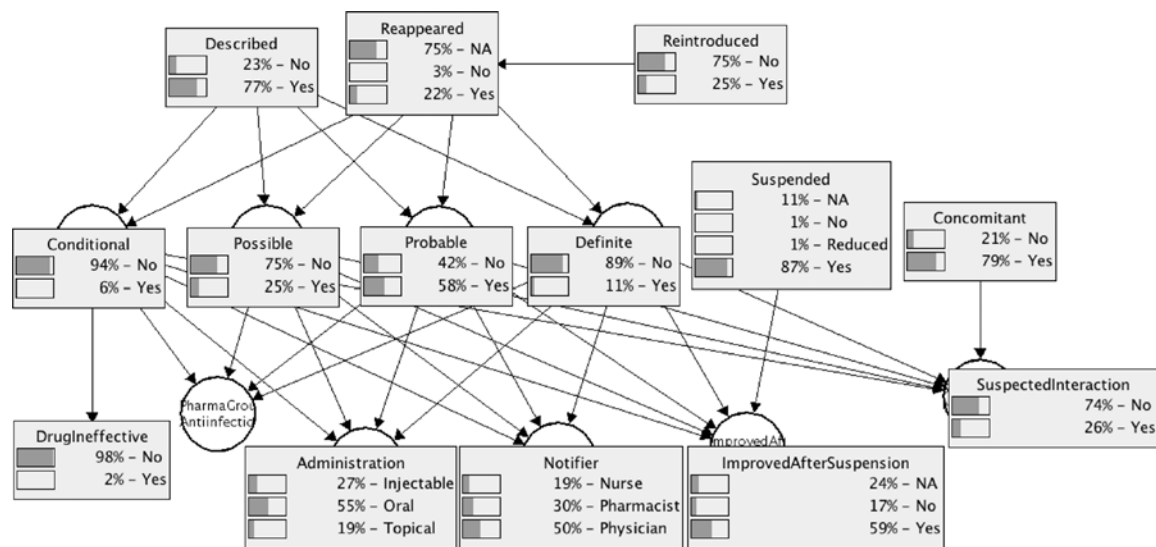 Described
23% – No
77% – Yes
Reappeared
75% – NA
3% – No
22% – Yes
Reintroduced
75% – No
25% – Yes
Suspended
11% – NA
1% – No
1% – Reduced
87% – Yes
Concomitant
21% – No
79% – Yes
Conditional
94% – No
6% – Yes
Possible
75% – No
25% – Yes
Probable
42% – No
58% – Yes
Definite
89% – No
11% – Yes
SuspectedInteraction
74% – No
26% – Yes
PharmaGrou
Antiinfectio
DrugIneffective
98% – No
2% – Yes
Administration
27% – Injectable
55% – Oral
19% – Topical
Notifier
19% – Nurse
30% – Pharmacist
50% – Physician
ImprovedAft
ImprovedAfterSuspension
24% – NA
17% – No
59% – Yes